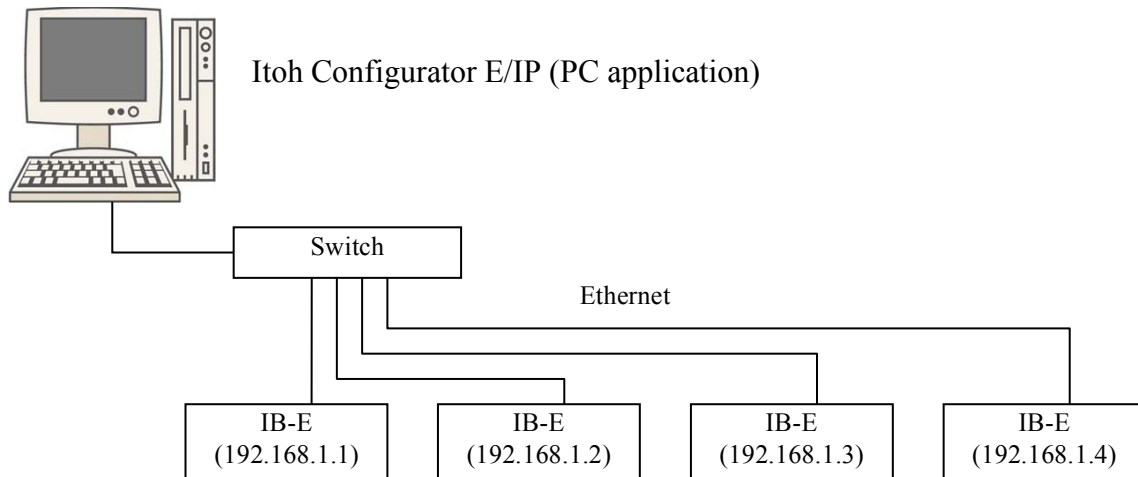 Itoh Configurator E/IP (PC application)
Switch
Ethernet
IB-E
(192.168.1.1)
IB-E
(192.168.1.2)
IB-E
(192.168.1.3)
IB-E
(192.168.1.4)